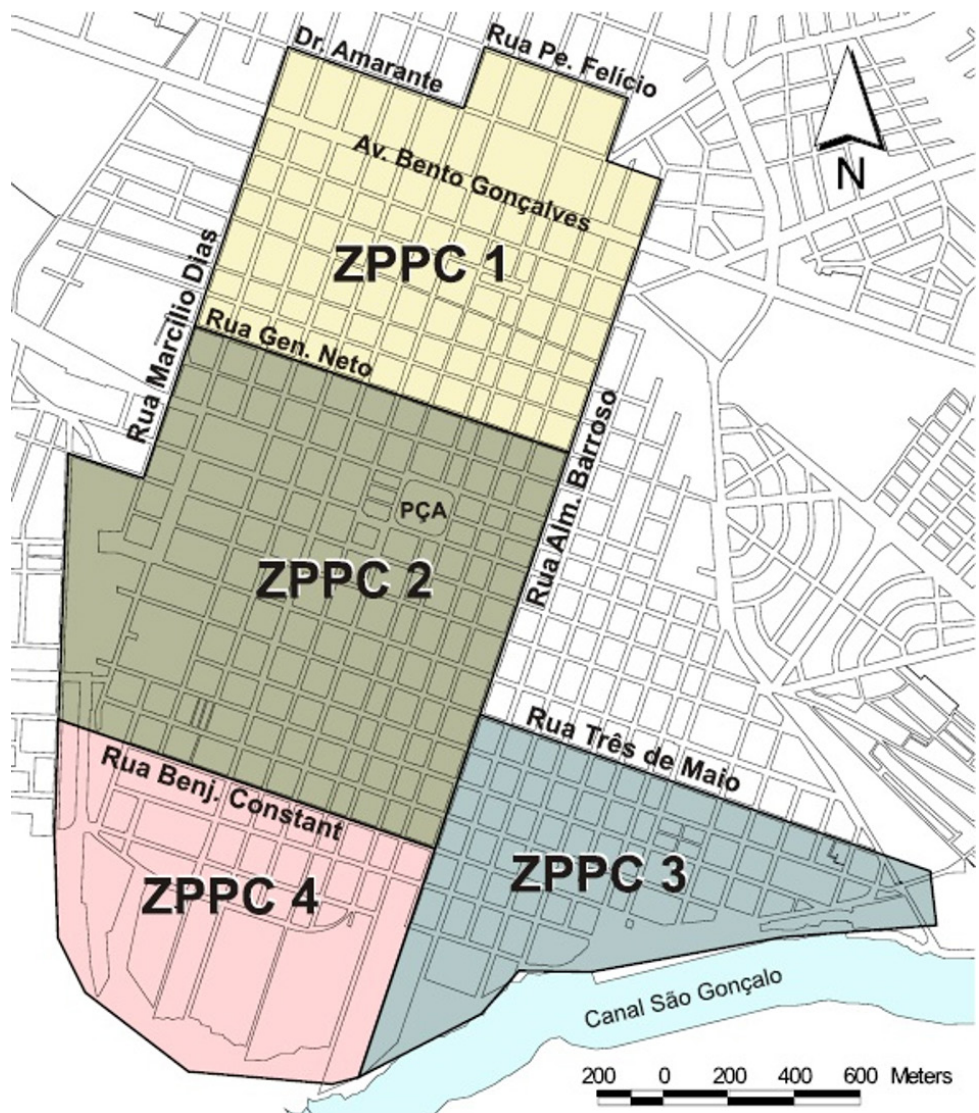 Dr. Amarante
Rua Pe. Felício
Av. Bento Gonçalves
N
ZPPC 1
Rua Marcílio Dias
Rua Gen. Neto
Rua Alm. Barroso
PÇA
ZPPC 2
Rua Três de Maio
Rua Benj. Constant
ZPPC 3
ZPPC 4
Canal São Gonçalo
200 0 200 400 600 Meters